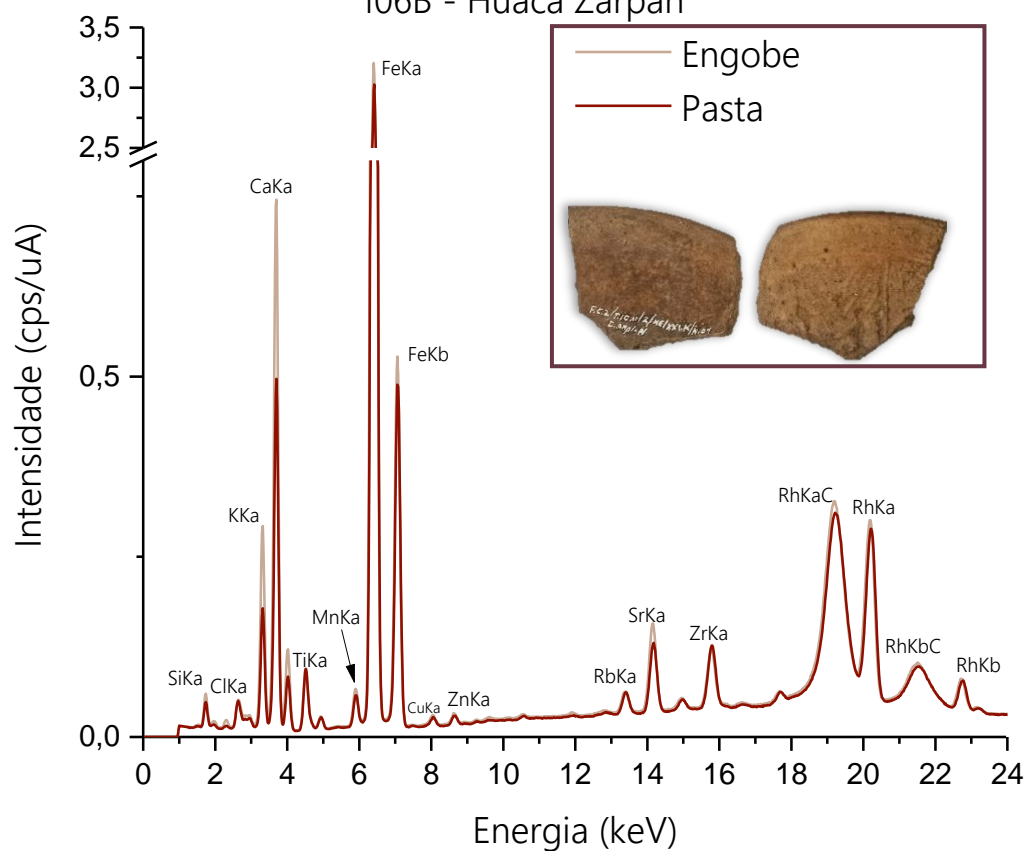 106B - Huaca Zarpán
3,5
3,0
2,5
0,5
0,0
Intensidade (cps/uA)
Engobe
Pasta
FeKa
CaKa
FeKb
KKa
MnKa
SiKa
ClKa
TiKa
CuKa
ZnKa
RbKa
SrKa
ZrKa
RhKaC
RhKa
RhKbC
RhKb
0 2 4 6 8 10 12 14 16 18 20 22 24
Energia (keV)